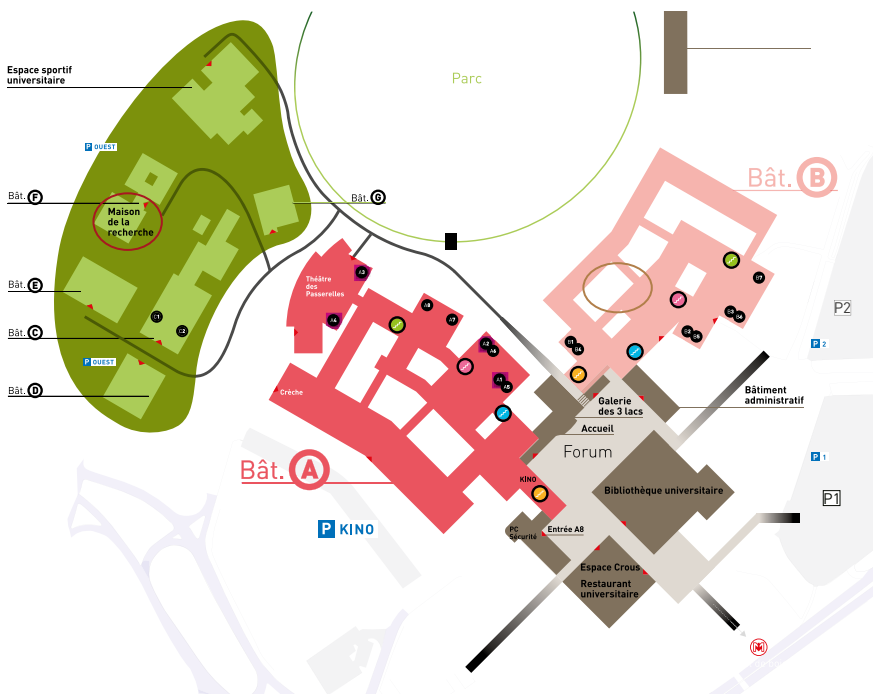 Parc
Espace sportif
universitaire
P OUEST
Bât. F
Maison
de la
recherche
Bât. G
Bât. B
Bât. E
C1
C2
Bât. C
P OUEST
Bât. D
Théâtre
des
Passerelles
A3
A4
A8
A7
A2
A6
A1
A5
Crèche
Bât. A
KINO
P KINO
B7
B3
B6
B2
B5
B1
B4
P2
P 2
Bâtiment
administratif
Galerie
des 3 lacs
Accueil
Forum
P 1
P1
Bibliothèque universitaire
PC
Sécurité
Entrée A8
Espace Crous
Restaurant
universitaire
M